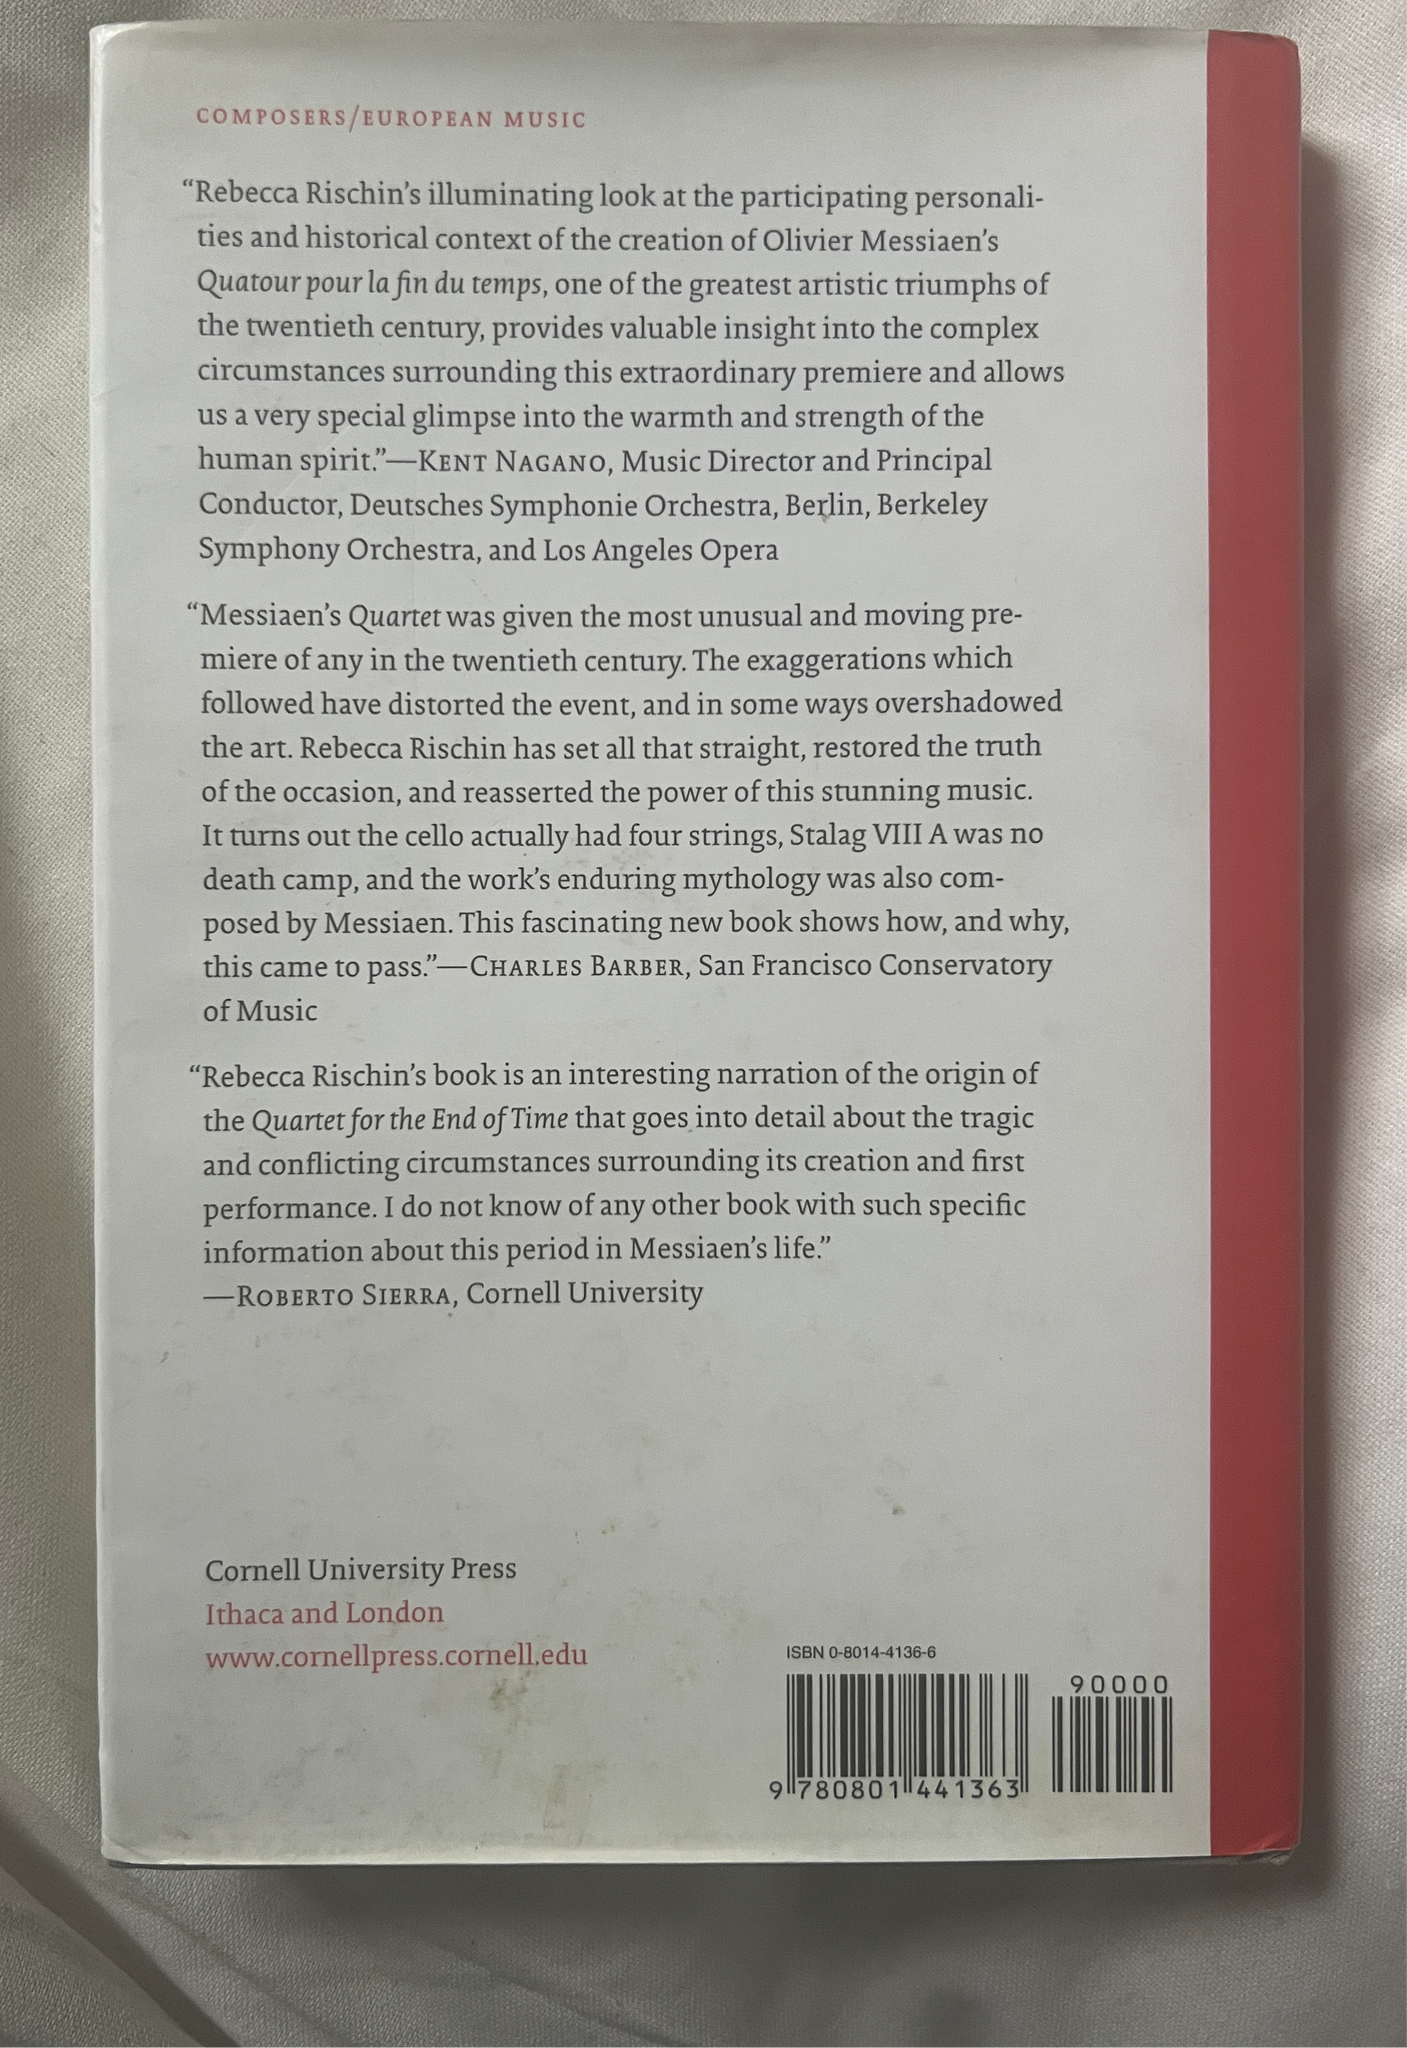 COMPOSERS/EUROPEAN MUSIC
“Rebecca Rischin’s illuminating look at the participating personali-
ties and historical context of the creation of Olivier Messiaen’s
Quatour pour la fin du temps, one of the greatest artistic triumphs of
the twentieth century, provides valuable insight into the complex
circumstances surrounding this extraordinary premiere and allows
us a very special glimpse into the warmth and strength of the
human spirit.”—KENT NAGANO, Music Director and Principal
Conductor, Deutsches Symphonie Orchestra, Berlin, Berkeley
Symphony Orchestra, and Los Angeles Opera
“Messiaen’s Quartet was given the most unusual and moving pre-
miere of any in the twentieth century. The exaggerations which
followed have distorted the event, and in some ways overshadowed
the art. Rebecca Rischin has set all that straight, restored the truth
of the occasion, and reasserted the power of this stunning music.
It turns out the cello actually had four strings, Stalag VIII A was no
death camp, and the work’s enduring mythology was also com-
posed by Messiaen. This fascinating new book shows how, and why,
this came to pass.”—CHARLES BARBER, San Francisco Conservatory
of Music
“Rebecca Rischin’s book is an interesting narration of the origin of
the Quartet for the End of Time that goes into detail about the tragic
and conflicting circumstances surrounding its creation and first
performance. I do not know of any other book with such specific
information about this period in Messiaen’s life.”
—ROBERTO SIERRA, Cornell University
Cornell University Press
Ithaca and London
www.cornellpress.cornell.edu
ISBN 0-8014-4136-6
90000
9 780801 441363